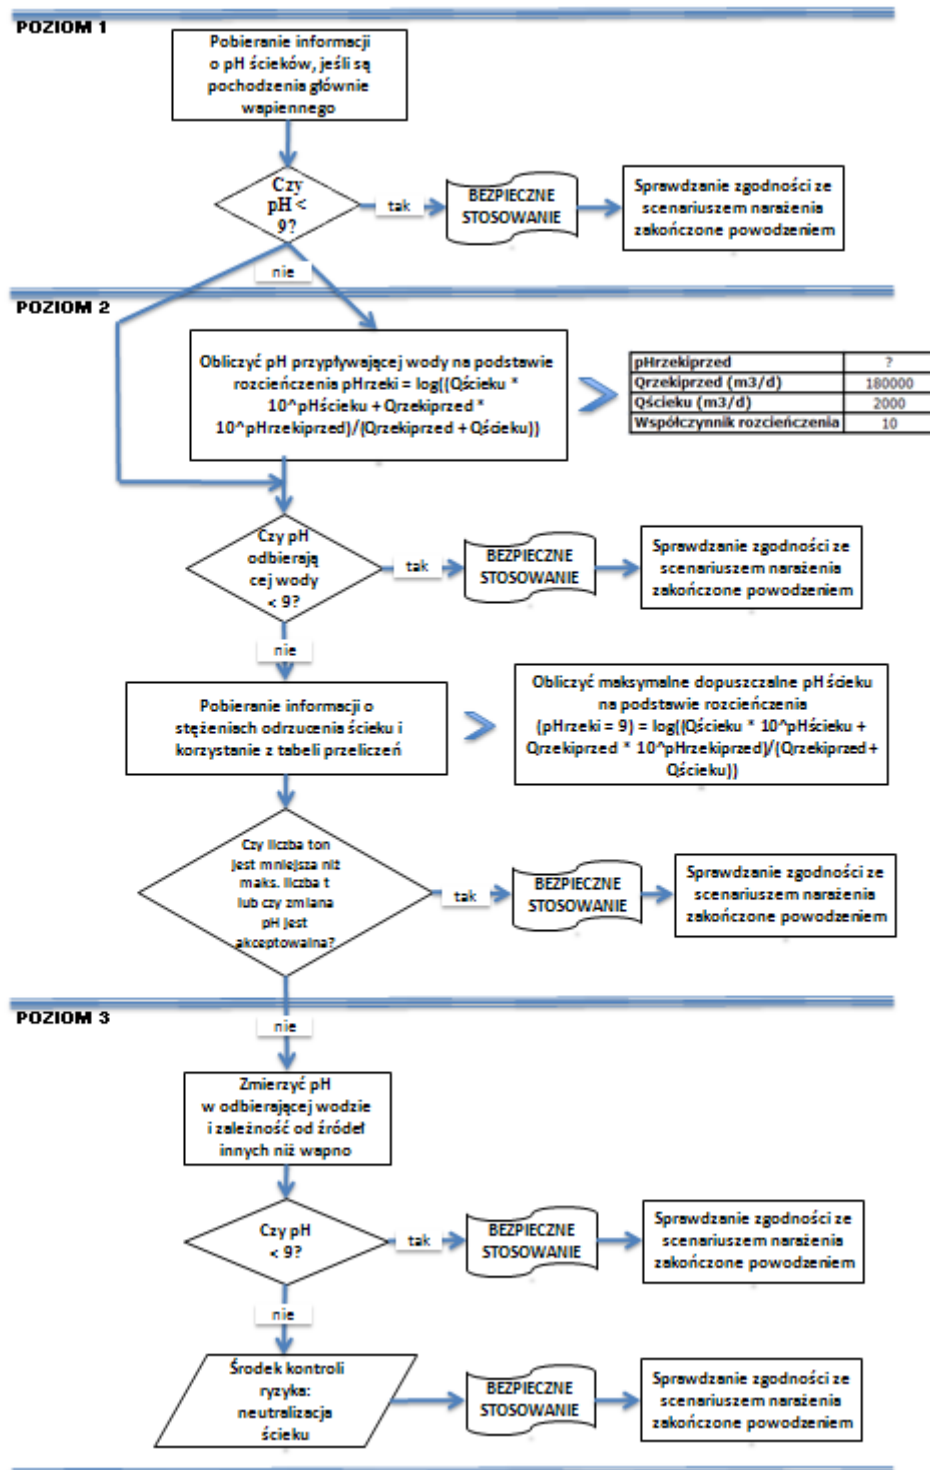 POZIOM 1
Pobieranie informacji
o pH ścieków, jeśli są
pochodzenia głównie
wapiennego
Czy
pH <
9?
tak
BEZPIECZNE
STOSOWANIE
Sprawdzanie zgodności ze
scenariuszem narażenia
zakończone powodzeniem
nie
POZIOM 2
Obliczyć pH przypływającej wody na podstawie
rozcieńczenia pHrzeki = log((Qścieku *
10^pHścieku + Qrzekiprzed *
10^pHrzekiprzed)/(Qrzekiprzed + Qścieku))
pHrzekiprzed ?
Qrzekiprzed (m3/d) 180000
Qścieku (m3/d) 2000
Współczynnik rozcieńczenia 10
Czy pH
odbierają
cej wody
< 9?
tak
BEZPIECZNE
STOSOWANIE
Sprawdzanie zgodności ze
scenariuszem narażenia
zakończone powodzeniem
nie
Pobieranie informacji o
stężeniach odrzucenia ścieku i
korzystanie z tabeli przeliczeń
Obliczyć maksymalne dopuszczalne pH ścieku
na podstawie rozcieńczenia
(pHrzeki = 9) = log((Qścieku * 10^pHścieku +
Qrzekiprzed * 10^pHrzekiprzed)/(Qrzekiprzed +
Qścieku))
Czy liczba ton
jest mniejsza niż
maks. liczba t
lub czy zmiana
pH jest
akceptowalna?
tak
BEZPIECZNE
STOSOWANIE
Sprawdzanie zgodności ze
scenariuszem narażenia
zakończone powodzeniem
POZIOM 3
nie
Zmierzyć pH
w odbierającej wodzie
i zależność od źródeł
innych niż wapno
Czy pH
< 9?
tak
BEZPIECZNE
STOSOWANIE
Sprawdzanie zgodności ze
scenariuszem narażenia
zakończone powodzeniem
nie
Środek kontroli
ryzyka:
neutralizacja
ścieku
BEZPIECZNE
STOSOWANIE
Sprawdzanie zgodności ze
scenariuszem narażenia
zakończone powodzeniem